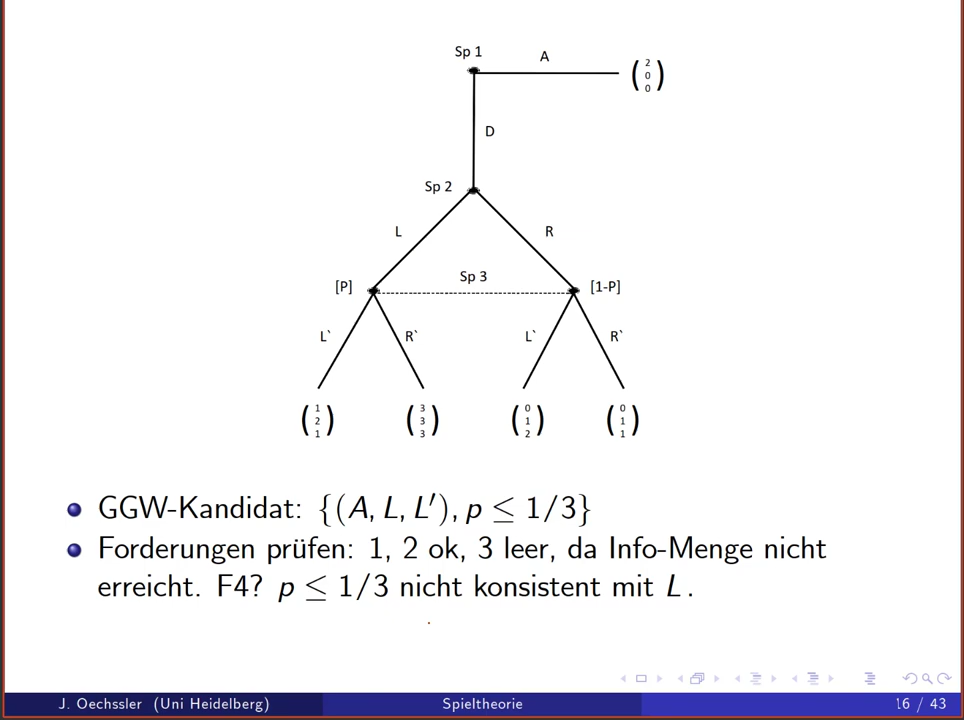 Sp 1
A
( 2 0 0 )
D
Sp 2
L
R
[P]
Sp 3
[1-P]
L`
R`
L`
R`
( 1 2 1 )
( 3 3 3 )
( 0 1 2 )
( 0 1 1 )
GGW-Kandidat: {(A, L, L′), p ≤ 1/3}
Forderungen prüfen: 1, 2 ok, 3 leer, da Info-Menge nicht
erreicht. F4? p ≤ 1/3 nicht konsistent mit L.
J. Oechssler (Uni Heidelberg)
Spieltheorie
16 / 43